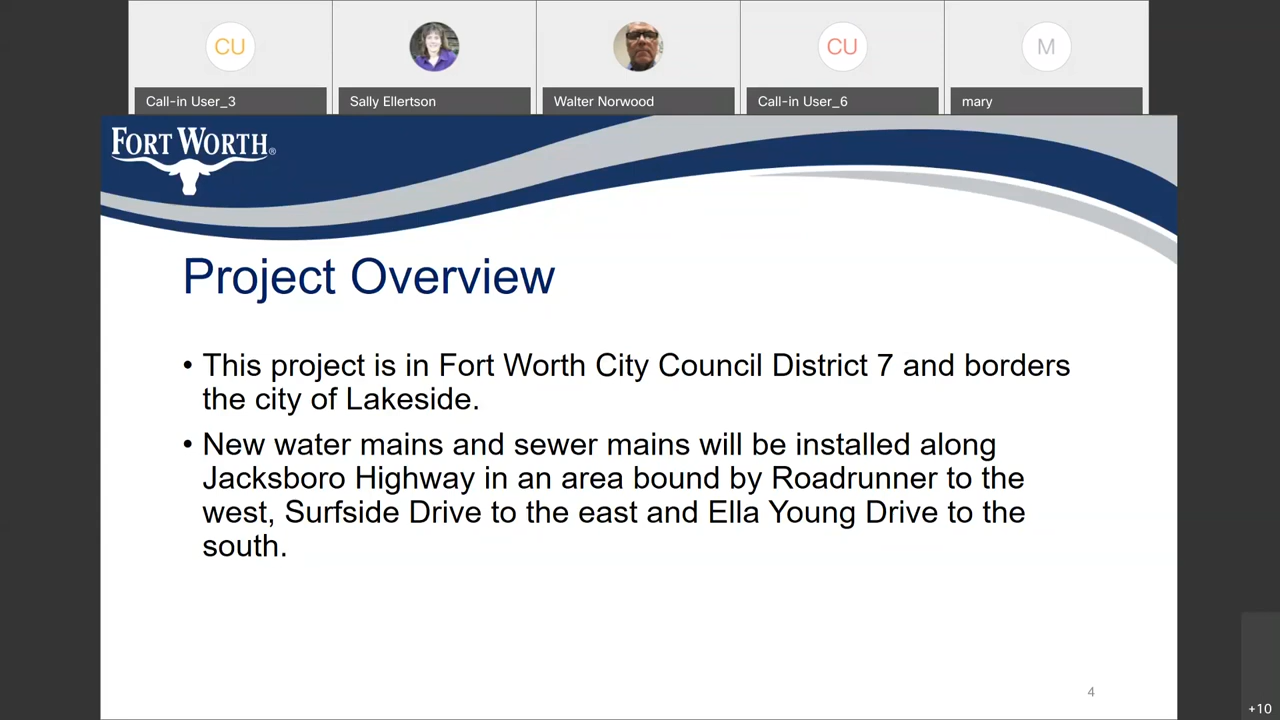 CU
CU
M
Call-in User_3
Sally Ellertson
Walter Norwood
Call-in User_6
mary
FORT WORTH®
Project Overview
• This project is in Fort Worth City Council District 7 and borders
the city of Lakeside.
• New water mains and sewer mains will be installed along
Jacksboro Highway in an area bound by Roadrunner to the
west, Surfside Drive to the east and Ella Young Drive to the
south.
4
+10